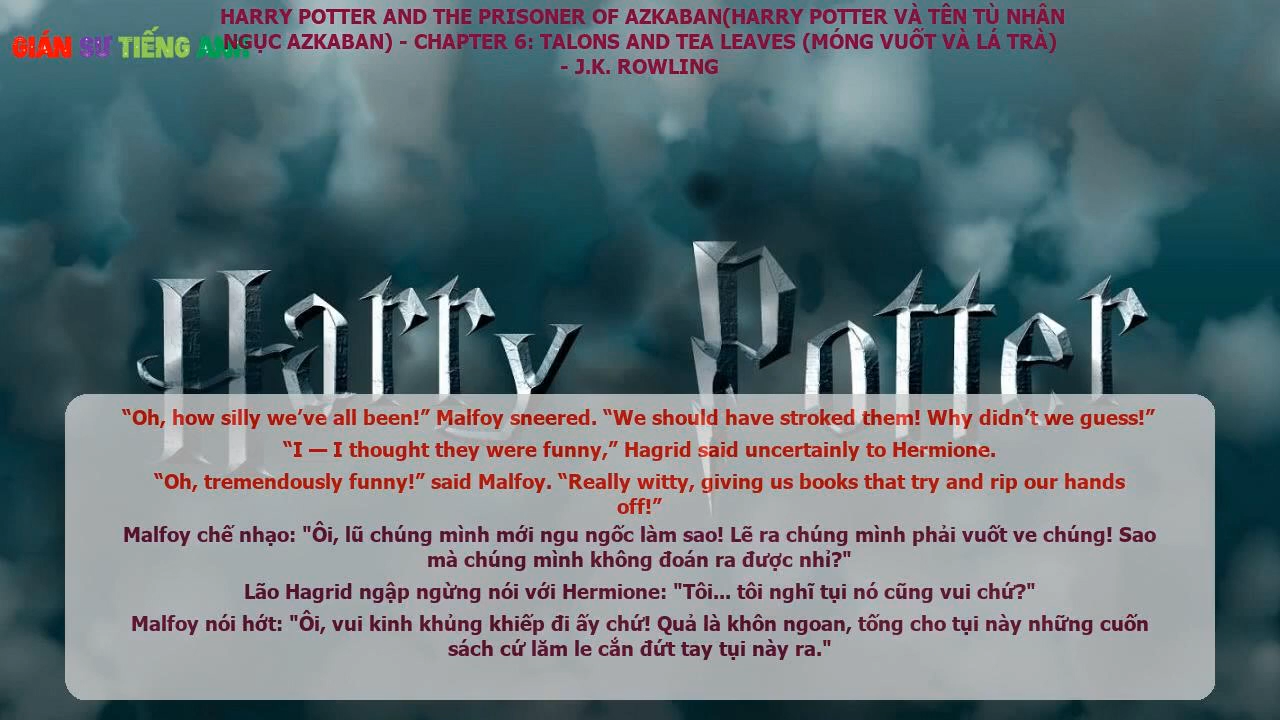 HARRY POTTER AND THE PRISONER OF AZKABAN(HARRY POTTER VÀ TÊN TÙ NHÂN
GIÁN SƯ TIẾNG ANH
NGỤC AZKABAN) - CHAPTER 6: TALONS AND TEA LEAVES (MÓNG VUỐT VÀ LÁ TRÀ)
- J.K. ROWLING
Harry Potter
“Oh, how silly we’ve all been!” Malfoy sneered. “We should have stroked them! Why didn’t we guess!”
“I — I thought they were funny,” Hagrid said uncertainly to Hermione.
“Oh, tremendously funny!” said Malfoy. “Really witty, giving us books that try and rip our hands
off!”
Malfoy chế nhạo: "Ôi, lũ chúng mình mới ngu ngốc làm sao! Lẽ ra chúng mình phải vuốt ve chúng! Sao
mà chúng mình không đoán ra được nhỉ?"
Lão Hagrid ngập ngừng nói với Hermione: "Tôi... tôi nghĩ tụi nó cũng vui chứ?"
Malfoy nói hớt: "Ôi, vui kinh khủng khiếp đi ấy chứ! Quả là khôn ngoan, tống cho tụi này những cuốn
sách cứ lăm le cắn đứt tay tụi này ra."